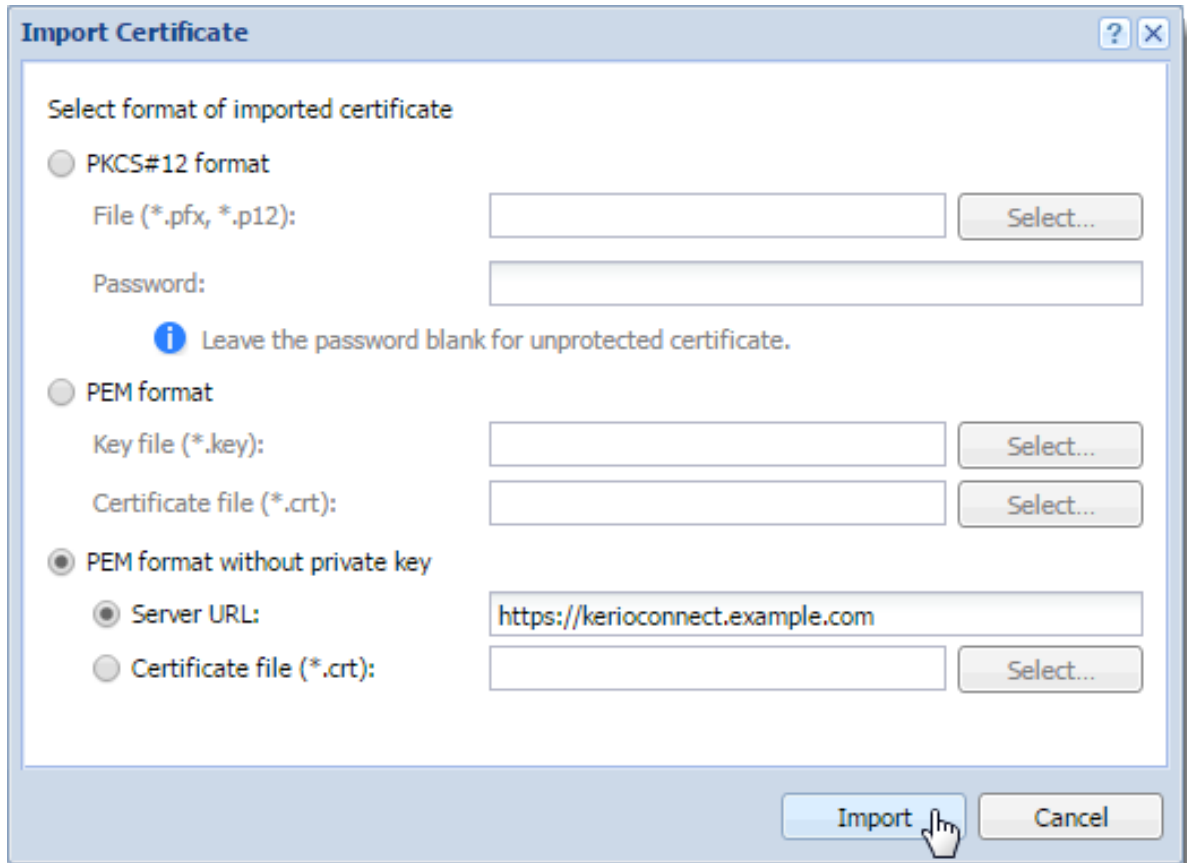 Import Certificate
?
Select format of imported certificate
PKCS#12 format
File (*.pfx, *.p12): Select...
Password:
i Leave the password blank for unprotected certificate.
PEM format
Key file (*.key): Select...
Certificate file (*.crt): Select...
PEM format without private key
Server URL: https://kerioconnect.example.com
Certificate file (*.crt): Select...
Import Cancel